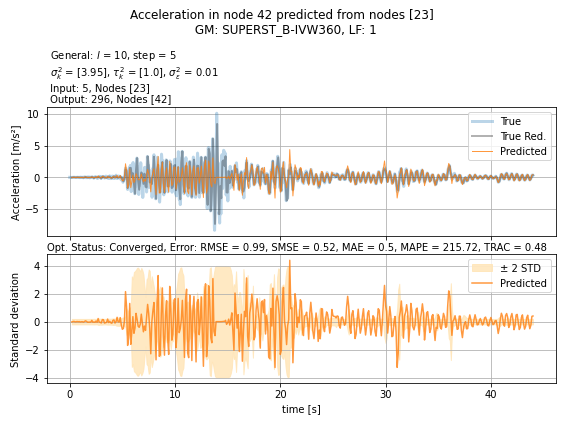 Acceleration in node 42 predicted from nodes [23]
GM: SUPERST_B-IVW360, LF: 1
General: l = 10, step = 5
σ²ₖ = [3.95], τ²ₖ = [1.0], σ²ε = 0.01
Input: 5, Nodes [23]
Output: 296, Nodes [42]
Acceleration [m/s²]
10
5
0
−5
True
True Red.
Predicted
Opt. Status: Converged, Error: RMSE = 0.99, SMSE = 0.52, MAE = 0.5, MAPE = 215.72, TRAC = 0.48
Standard deviation
4
2
0
−2
−4
± 2 STD
Predicted
0
10
20
30
40
time [s]